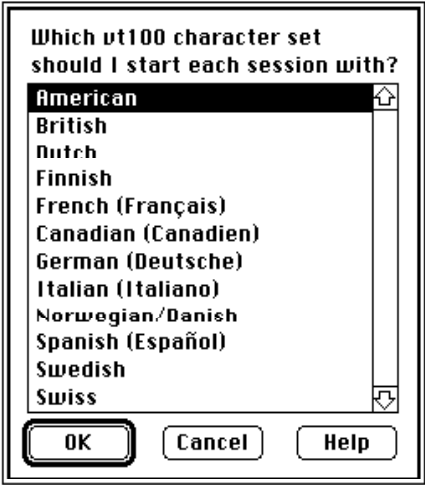 Which vt100 character set
should I start each session with?
American
British
Dutch
Finnish
French (Français)
Canadian (Canadien)
German (Deutsche)
Italian (Italiano)
Norwegian/Danish
Spanish (Español)
Swedish
Swiss
OK Cancel Help